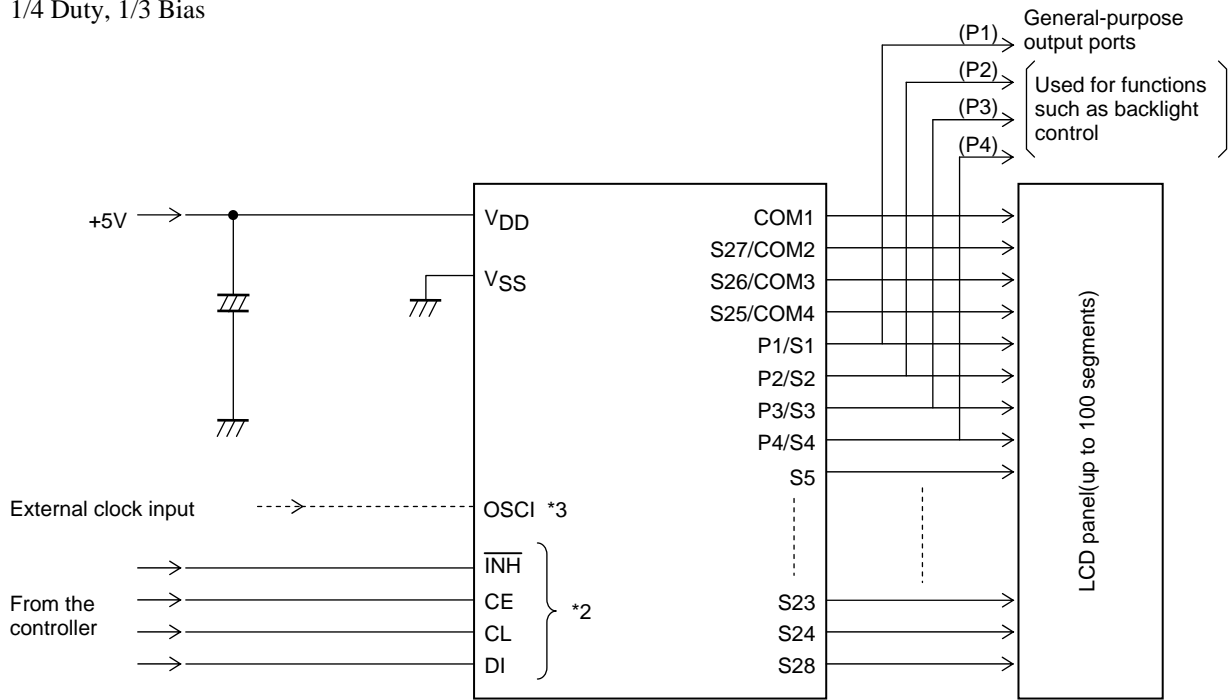 1/4 Duty, 1/3 Bias
(P1)
General-purpose
output ports
(P2)
(P3)
(P4)
Used for functions
such as backlight
control
+5V
VDD
VSS
COM1
S27/COM2
S26/COM3
S25/COM4
P1/S1
P2/S2
P3/S3
P4/S4
S5
LCD panel(up to 100 segments)
External clock input
OSCI *3
INH
From the
controller
CE
CL
DI
*2
S23
S24
S28